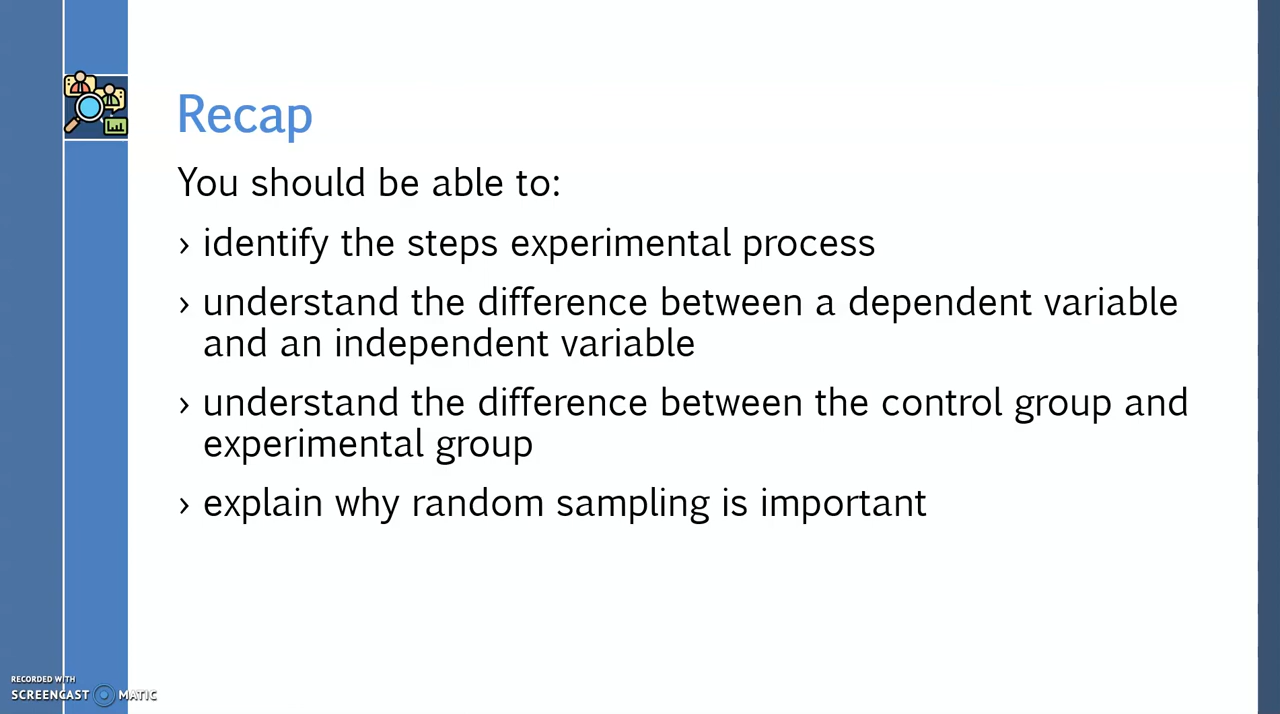 Recap
You should be able to:
› identify the steps experimental process
› understand the difference between a dependent variable
and an independent variable
› understand the difference between the control group and
experimental group
› explain why random sampling is important
RECORDED WITH
SCREENCAST MATIC